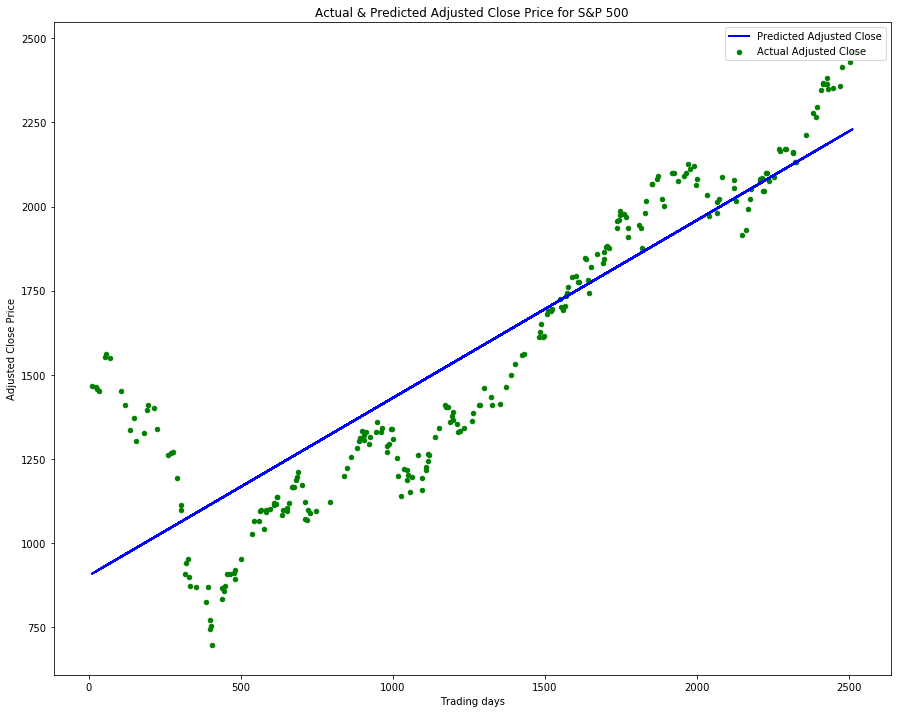 Actual & Predicted Adjusted Close Price for S&P 500
Predicted Adjusted Close
Actual Adjusted Close
Adjusted Close Price
2500
2250
2000
1750
1500
1250
1000
750
0
500
1000
1500
2000
2500
Trading days